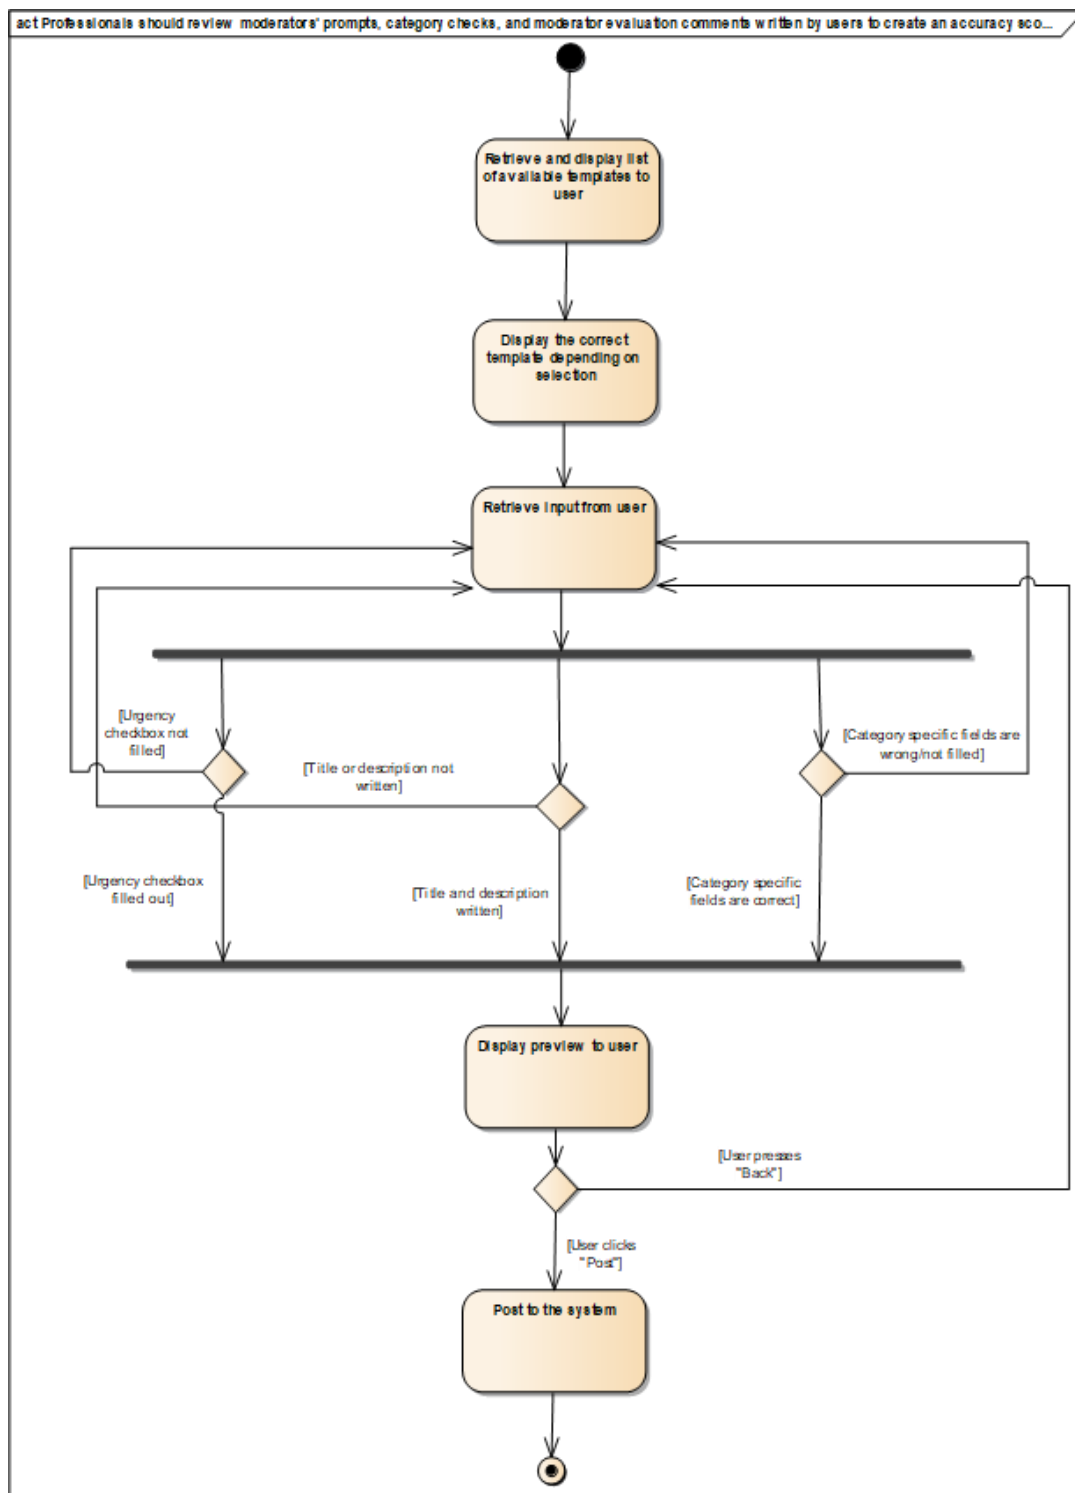 act Professionals should review moderators' prompts, category checks, and moderator evaluation comments written by users to create an accuracy sco...
Retrieve and display list
of available templates to
user
Display the correct
template depending on
selection
Retrieve input from user
[Urgency
checkbox not
filled]
[Category specific fields are
wrong/not filled]
[Title or description not
written]
[Urgency checkbox
filled out]
[Title and description
written]
[Category specific
fields are correct]
Display preview to user
[User presses
"Back"]
[User clicks
"Post"]
Post to the system